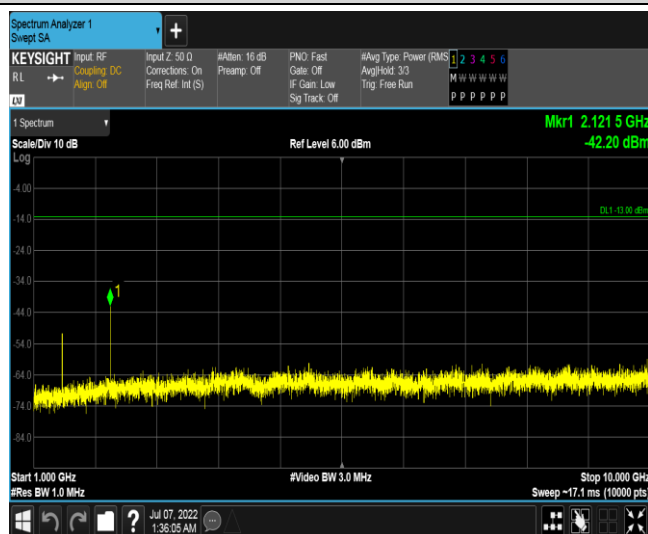 Spectrum Analyzer 1
Swept SA
+
KEYSIGHT
RL
LXI
Input: RF
Coupling: DC
Align: Off
Input Z: 50 Ω
Corrections: On
Freq Ref: Int (S)
#Atten: 16 dB
Preamp: Off
PNO: Fast
Gate: Off
IF Gain: Low
Sig Track: Off
#Avg Type: Power (RMS
Avg|Hold: 3/3
Trig: Free Run
1 2 3 4 5 6
M W W W W W
P P P P P P
1 Spectrum
Mkr1 2.121 5 GHz
-42.20 dBm
Scale/Div 10 dB
Ref Level 6.00 dBm
Log
-4.00
DL1 -13.00 dBm
-14.0
-24.0
-34.0
1
-44.0
-54.0
-64.0
-74.0
-84.0
Start 1.000 GHz
#Video BW 3.0 MHz
Stop 10.000 GHz
#Res BW 1.0 MHz
Sweep ~17.1 ms (10000 pts)
?
Jul 07, 2022
1:36:05 AM